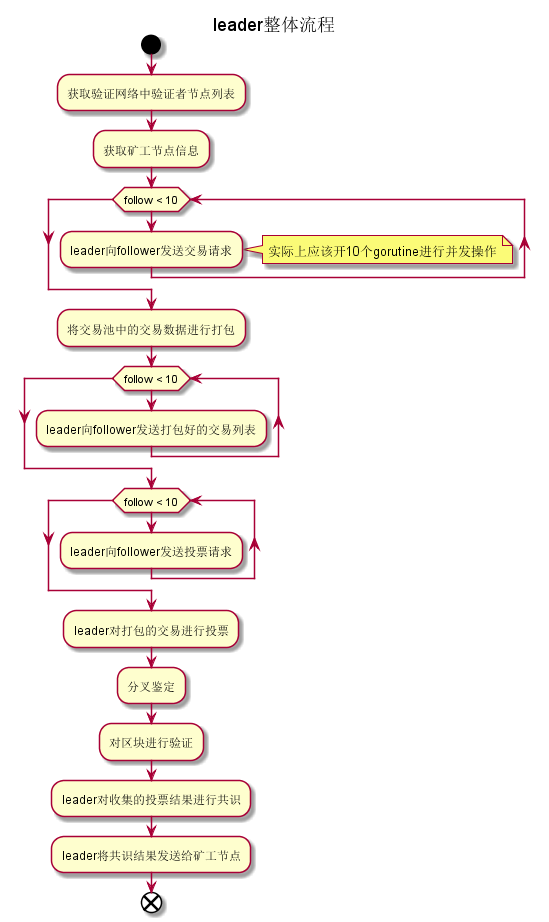 leader整体流程
获取验证网络中验证者节点列表
获取矿工节点信息
follow < 10
leader向follower发送交易请求
实际上应该开10个gorutine进行并发操作
将交易池中的交易数据进行打包
follow < 10
leader向follower发送打包好的交易列表
follow < 10
leader向follower发送投票请求
leader对打包的交易进行投票
分叉鉴定
对区块进行验证
leader对收集的投票结果进行共识
leader将共识结果发送给矿工节点